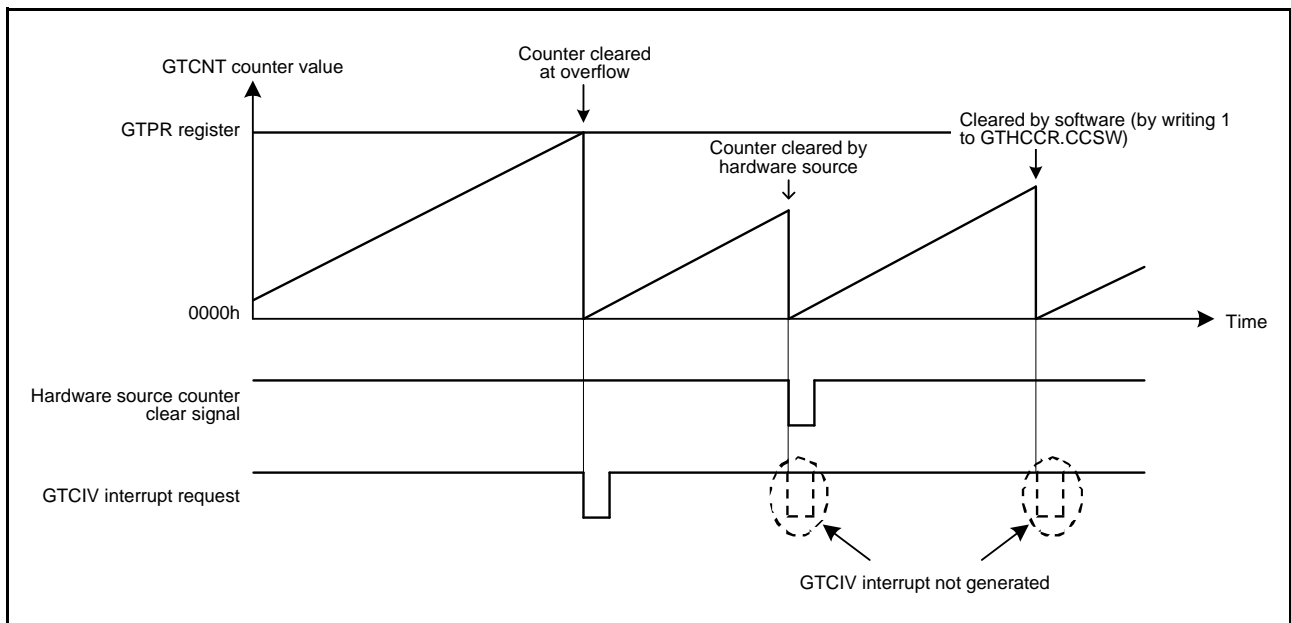 Counter cleared
at overflow
GTCNT counter value
GTPR register
Cleared by software (by writing 1
to GTHCCR.CCSW)
Counter cleared by
hardware source
0000h
Time
Hardware source counter
clear signal
GTCIV interrupt request
GTCIV interrupt not generated